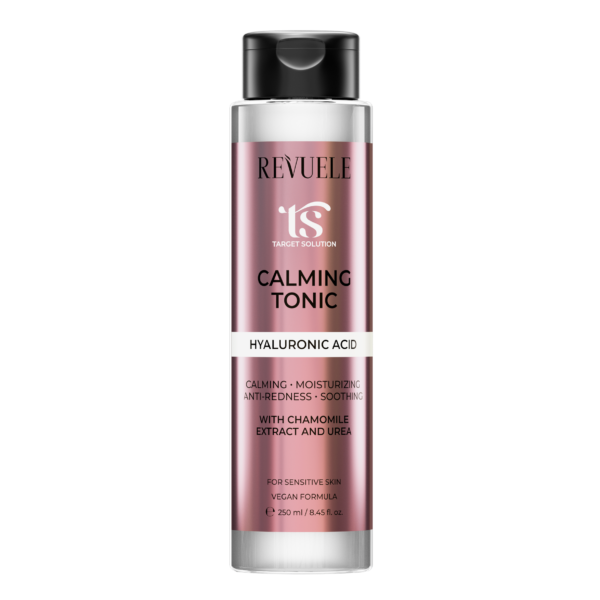 REVUELE
ts
TARGET SOLUTION
CALMING
TONIC
HYALURONIC ACID
CALMING • MOISTURIZING
ANTI-REDNESS • SOOTHING
WITH CHAMOMILE
EXTRACT AND UREA
FOR SENSITIVE SKIN
VEGAN FORMULA
℮ 250 ml / 8.45 fl. oz.